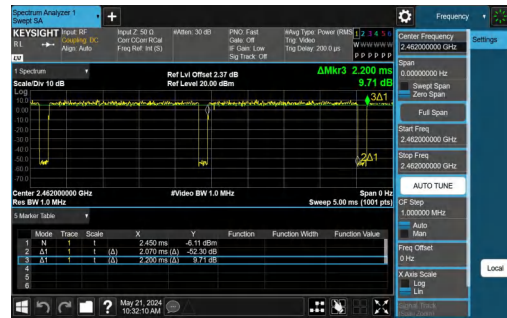 Spectrum Analyzer 1
Swept SA
+
Frequency
Settings
KEYSIGHT
RL
LV
Input: RF
Coupling: DC
Align: Auto
Input Z: 50 Ω
Corr CCorr RCal
Freq Ref: Int (S)
#Atten: 30 dB
PNO: Fast
Gate: Off
IF Gain: Low
Sig Track: Off
#Avg Type: Power (RMS)
Trig: Video
Trig Delay: 200.0 µs
1 2 3 4 5 6
W W W W W W
P P P P P P
1 Spectrum
Scale/Div 10 dB
Ref Lvl Offset 2.37 dB
Ref Level 20.00 dBm
ΔMkr3 2.200 ms
9.71 dB
Log
10.0
0.00
-10.0
-20.0
-30.0
-40.0
-50.0
-60.0
-70.0
3Δ1
2Δ1
Center 2.462000000 GHz
Res BW 1.0 MHz
#Video BW 1.0 MHz
Span 0 Hz
Sweep 5.00 ms (1001 pts)
5 Marker Table
Mode Trace Scale X Y Function Function Width Function Value
1 N 1 t 2.450 ms -6.11 dBm
2 Δ1 1 t (Δ) 2.070 ms (Δ) -52.30 dB
3 Δ1 1 t (Δ) 2.200 ms (Δ) 9.71 dB
4
5
6
May 21, 2024
10:32:10 AM
Center Frequency
2.462000000 GHz
Span
0.00000000 Hz
Swept Span
Zero Span
Full Span
Start Freq
2.462000000 GHz
Stop Freq
2.462000000 GHz
AUTO TUNE
CF Step
1.000000 MHz
Auto
Man
Freq Offset
0 Hz
X Axis Scale
Log
Lin
Signal Track
Local